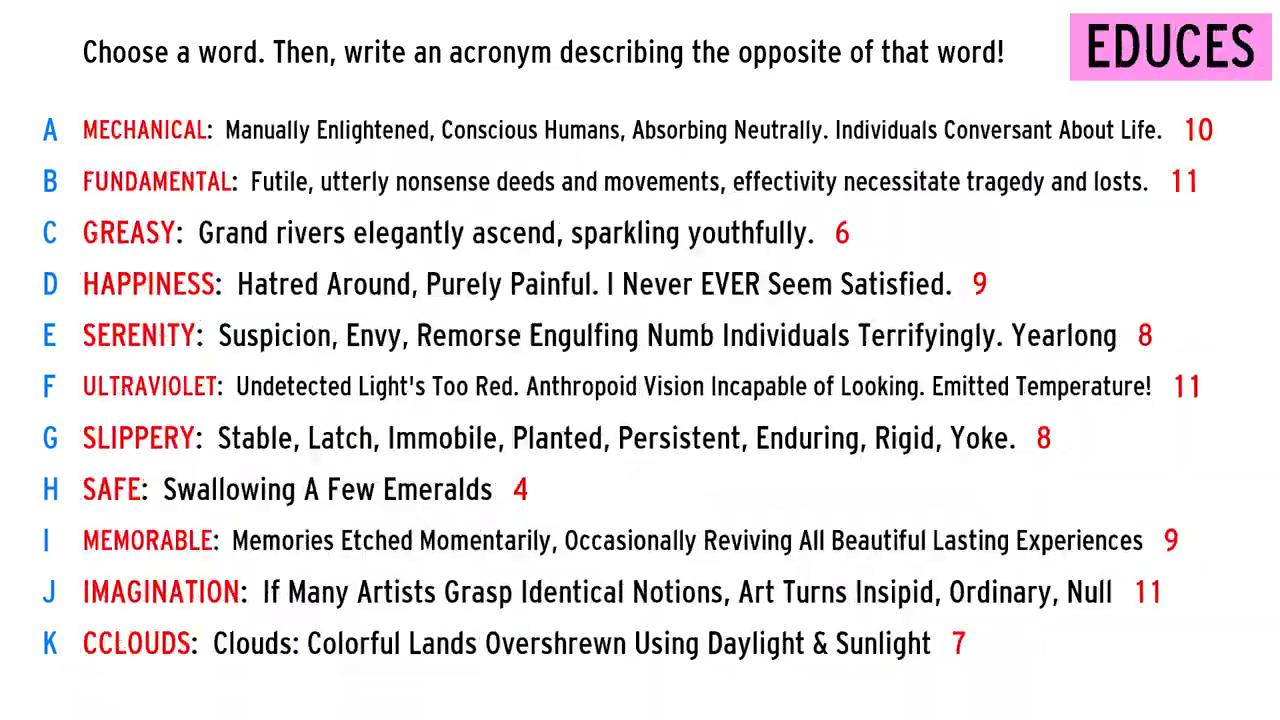 Choose a word. Then, write an acronym describing the opposite of that word!
EDUCES
A MECHANICAL: Manually Enlightened, Conscious Humans, Absorbing Neutrally. Individuals Conversant About Life. 10
B FUNDAMENTAL: Futile, utterly nonsense deeds and movements, effectivity necessitate tragedy and losts. 11
C GREASY: Grand rivers elegantly ascend, sparkling youthfully. 6
D HAPPINESS: Hatred Around, Purely Painful. I Never EVER Seem Satisfied. 9
E SERENITY: Suspicion, Envy, Remorse Engulfing Numb Individuals Terrifyingly. Yearlong 8
F ULTRAVIOLET: Undetected Light's Too Red. Anthropoid Vision Incapable of Looking. Emitted Temperature! 11
G SLIPPERY: Stable, Latch, Immobile, Planted, Persistent, Enduring, Rigid, Yoke. 8
H SAFE: Swallowing A Few Emeralds 4
I MEMORABLE: Memories Etched Momentarily, Occasionally Reviving All Beautiful Lasting Experiences 9
J IMAGINATION: If Many Artists Grasp Identical Notions, Art Turns Insipid, Ordinary, Null 11
K CCLOUDS: Clouds: Colorful Lands Overshrewn Using Daylight & Sunlight 7